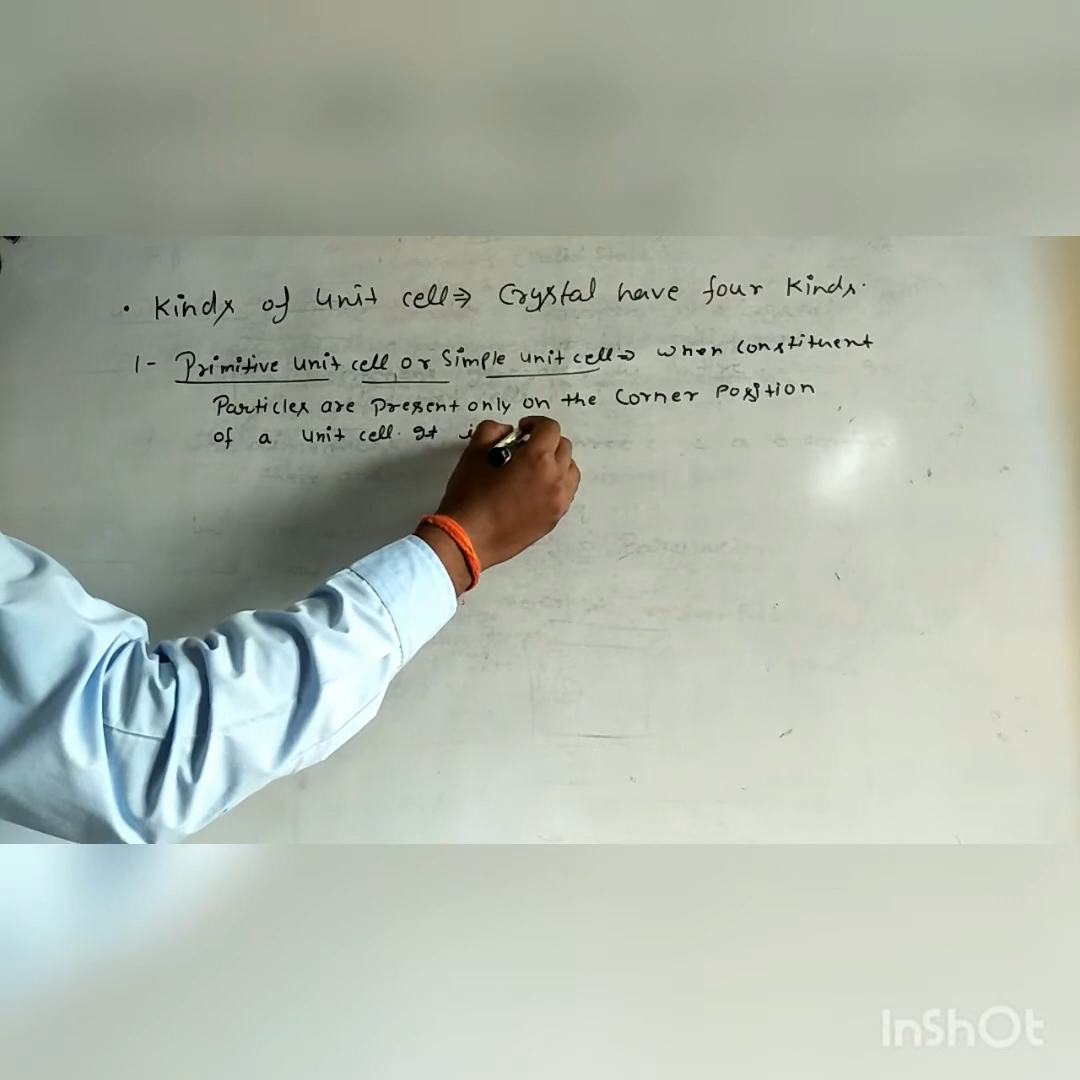 • Kinds of unit cell ⇒ Crystal have four kinds.
1- Primitive unit cell or Simple unit cell ⇒ when constituent
Particles are present only on the corner position
of a unit cell. It i
InShOt